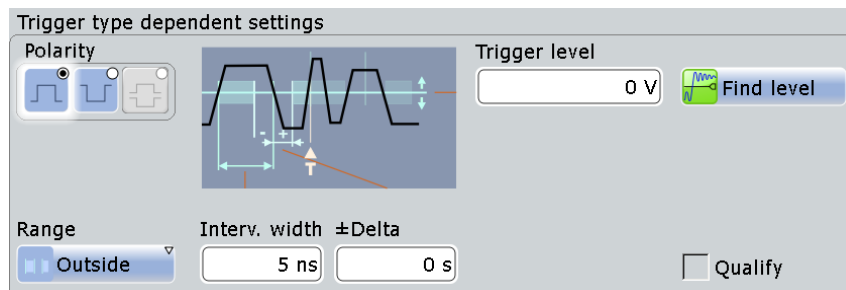 Trigger type dependent settings
Polarity
Trigger level
0 V
Find level
- +
T
Range
Interv. width ±Delta
Outside
5 ns
0 s
Qualify